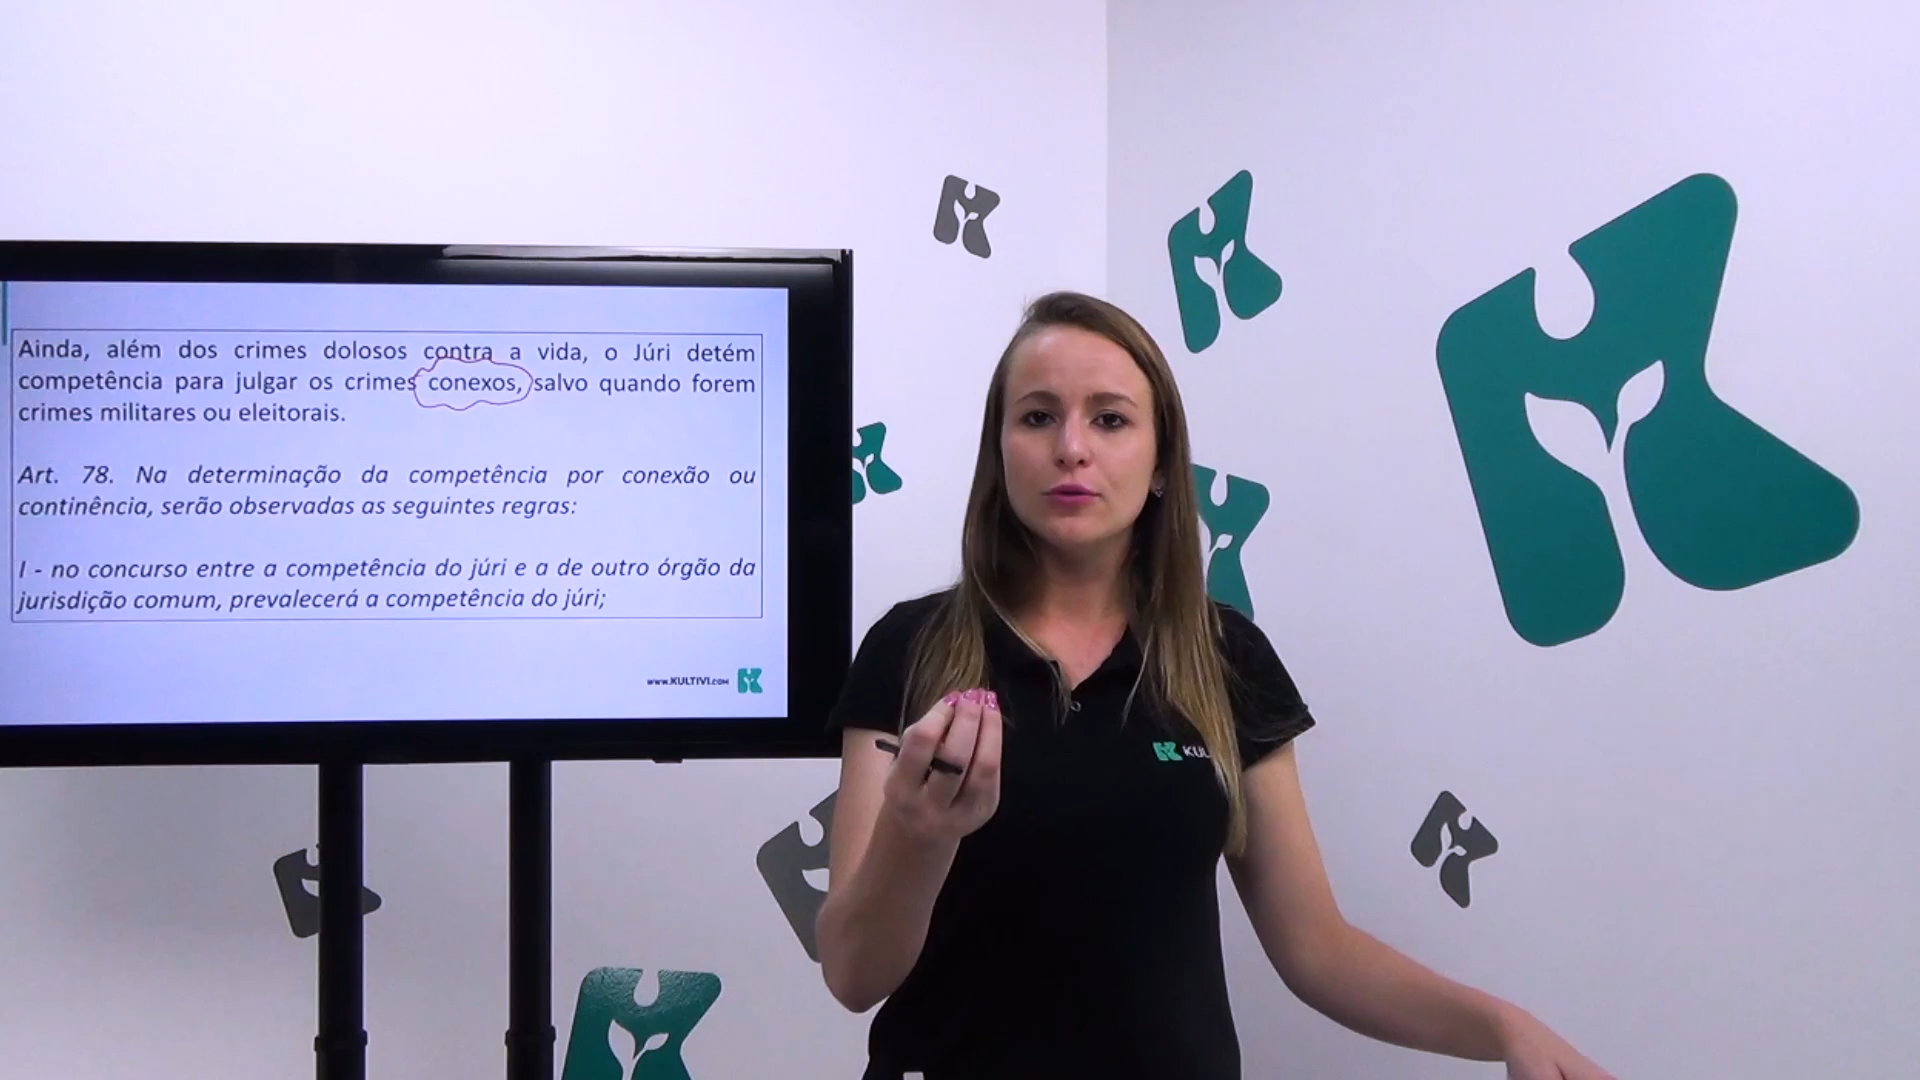 Ainda, além dos crimes dolosos contra a vida, o Júri detém
competência para julgar os crimes conexos, salvo quando forem
crimes militares ou eleitorais.
Art. 78. Na determinação da competência por conexão ou
continência, serão observadas as seguintes regras:
I - no concurso entre a competência do júri e a de outro órgão da
jurisdição comum, prevalecerá a competência do júri;
www.KULTIVI.com